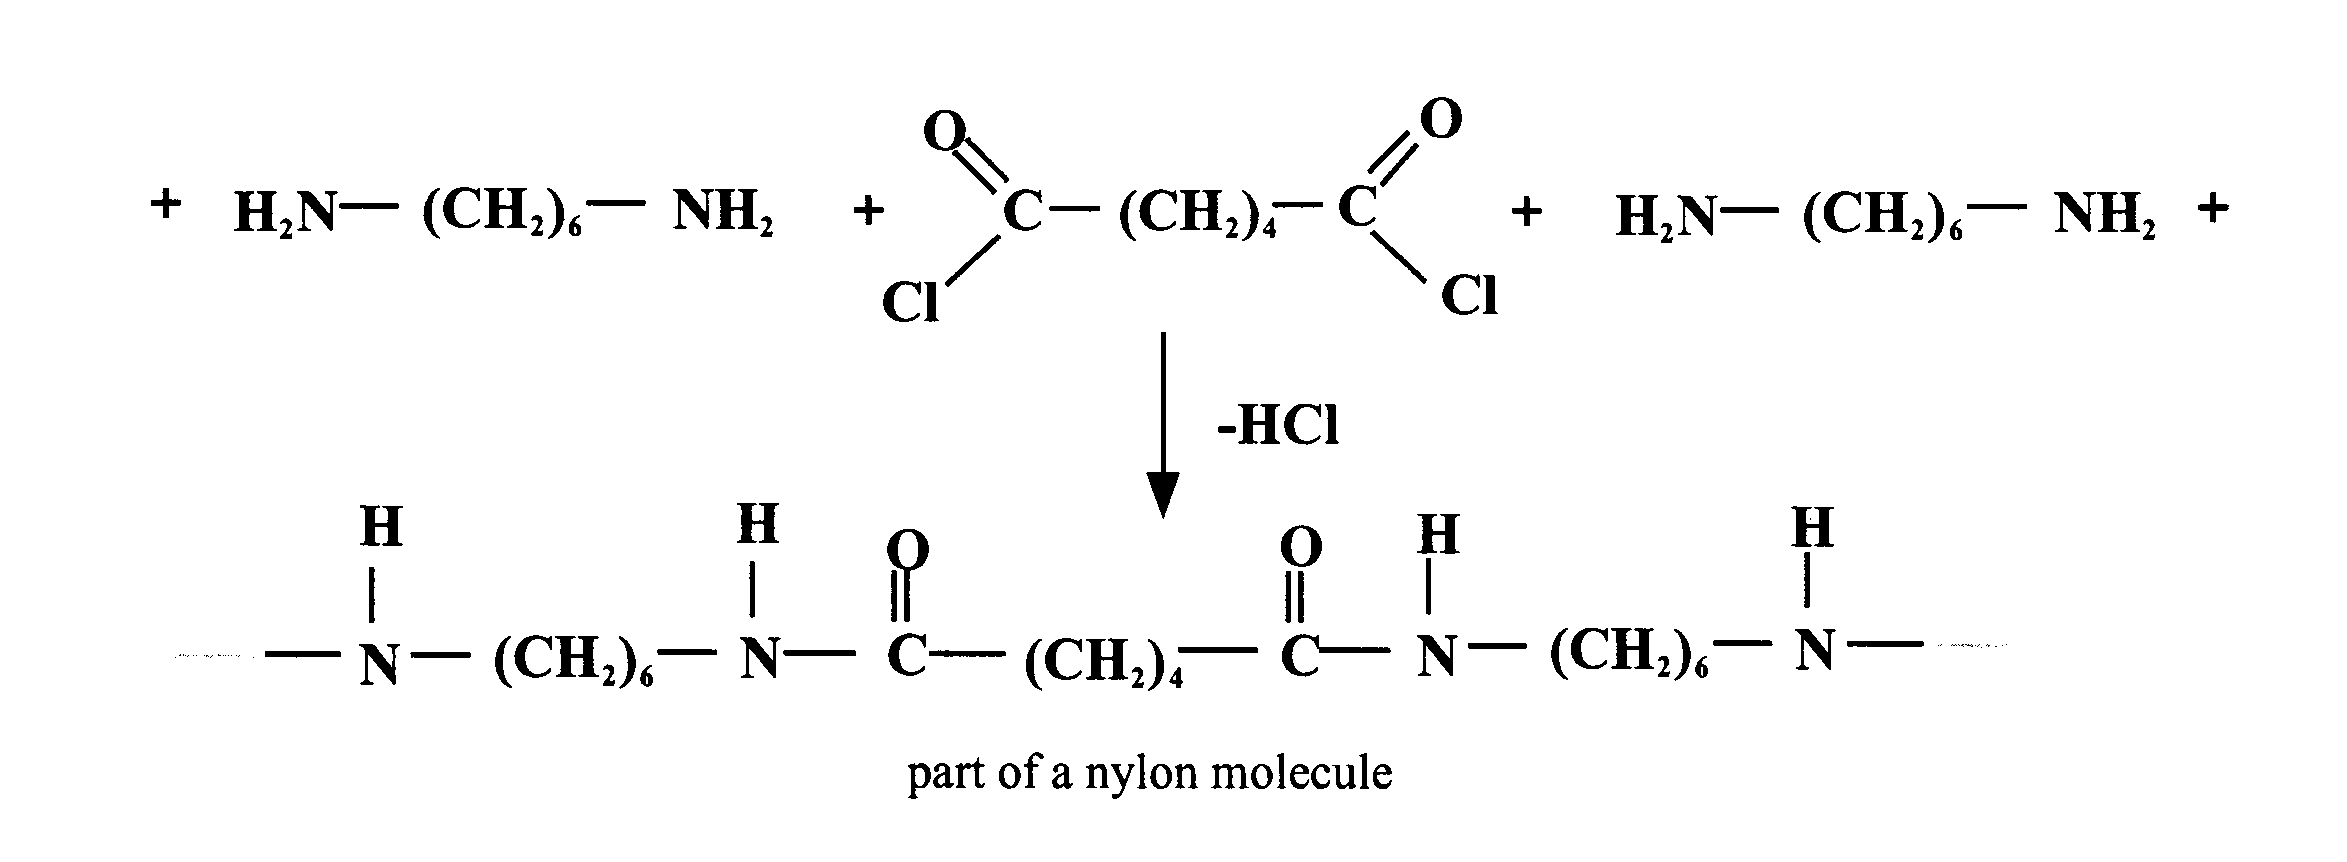 O O
+ H₂N— (CH₂)₆— NH₂ + C— (CH₂)₄— C + H₂N— (CH₂)₆— NH₂ +
Cl Cl
-HCl
H H O O H H
— N— (CH₂)₆— N— C— (CH₂)₄— C— N— (CH₂)₆— N—
part of a nylon molecule